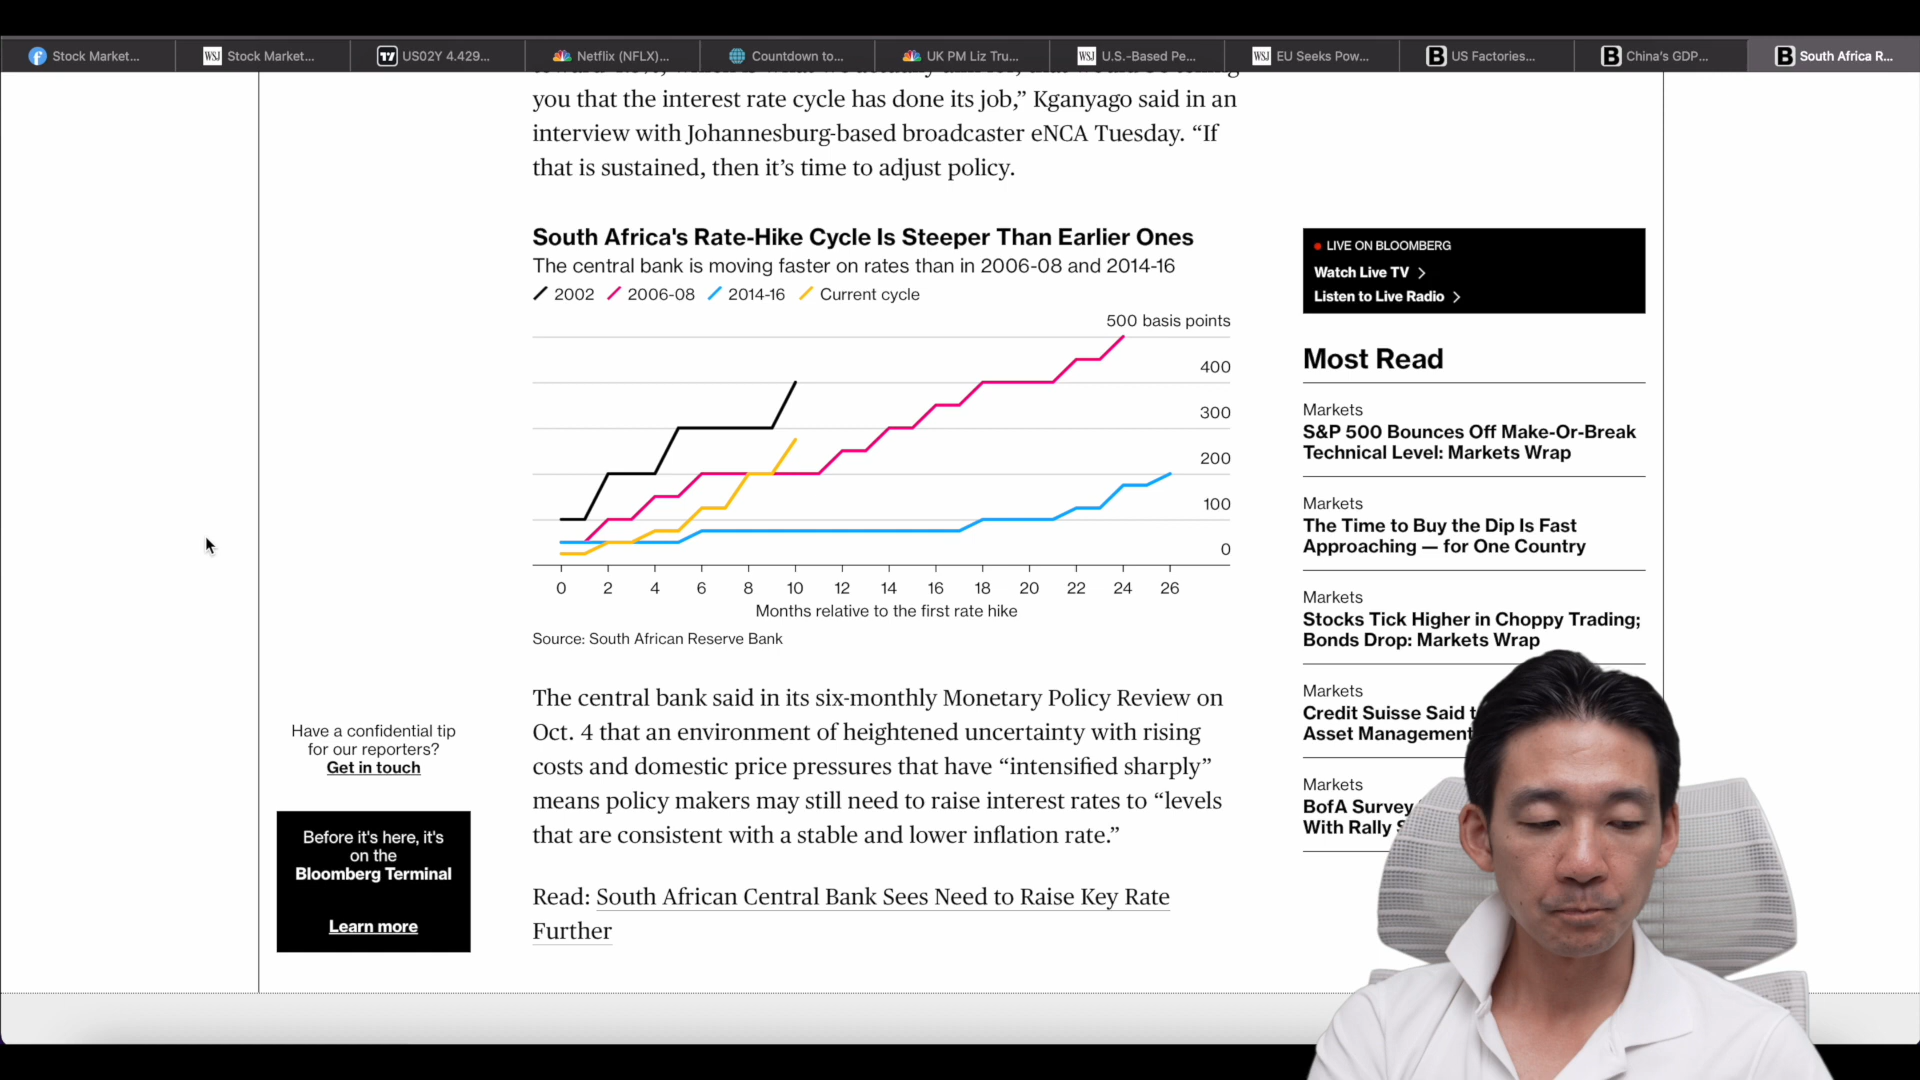 Stock Market...
Stock Market...
US02Y 4.429...
Netflix (NFLX)...
Countdown to...
UK PM Liz Tru...
U.S.-Based Pe...
EU Seeks Pow...
US Factories...
China's GDP...
South Africa R...
you that the interest rate cycle has done its job,” Kganyago said in an
interview with Johannesburg-based broadcaster eNCA Tuesday. “If
that is sustained, then it’s time to adjust policy.
South Africa's Rate-Hike Cycle Is Steeper Than Earlier Ones
The central bank is moving faster on rates than in 2006-08 and 2014-16
2002 2006-08 2014-16 Current cycle
500 basis points
400
300
200
100
0
0 2 4 6 8 10 12 14 16 18 20 22 24 26
Months relative to the first rate hike
Source: South African Reserve Bank
The central bank said in its six-monthly Monetary Policy Review on
Oct. 4 that an environment of heightened uncertainty with rising
costs and domestic price pressures that have “intensified sharply”
means policy makers may still need to raise interest rates to “levels
that are consistent with a stable and lower inflation rate.”
Read: South African Central Bank Sees Need to Raise Key Rate
Further
Have a confidential tip
for our reporters?
Get in touch
Before it's here, it's
on the
Bloomberg Terminal
Learn more
LIVE ON BLOOMBERG
Watch Live TV
Listen to Live Radio
Most Read
Markets
S&P 500 Bounces Off Make-Or-Break
Technical Level: Markets Wrap
Markets
The Time to Buy the Dip Is Fast
Approaching — for One Country
Markets
Stocks Tick Higher in Choppy Trading;
Bonds Drop: Markets Wrap
Markets
Credit Suisse Said
Asset Management
Markets
BofA Survey
With Rally